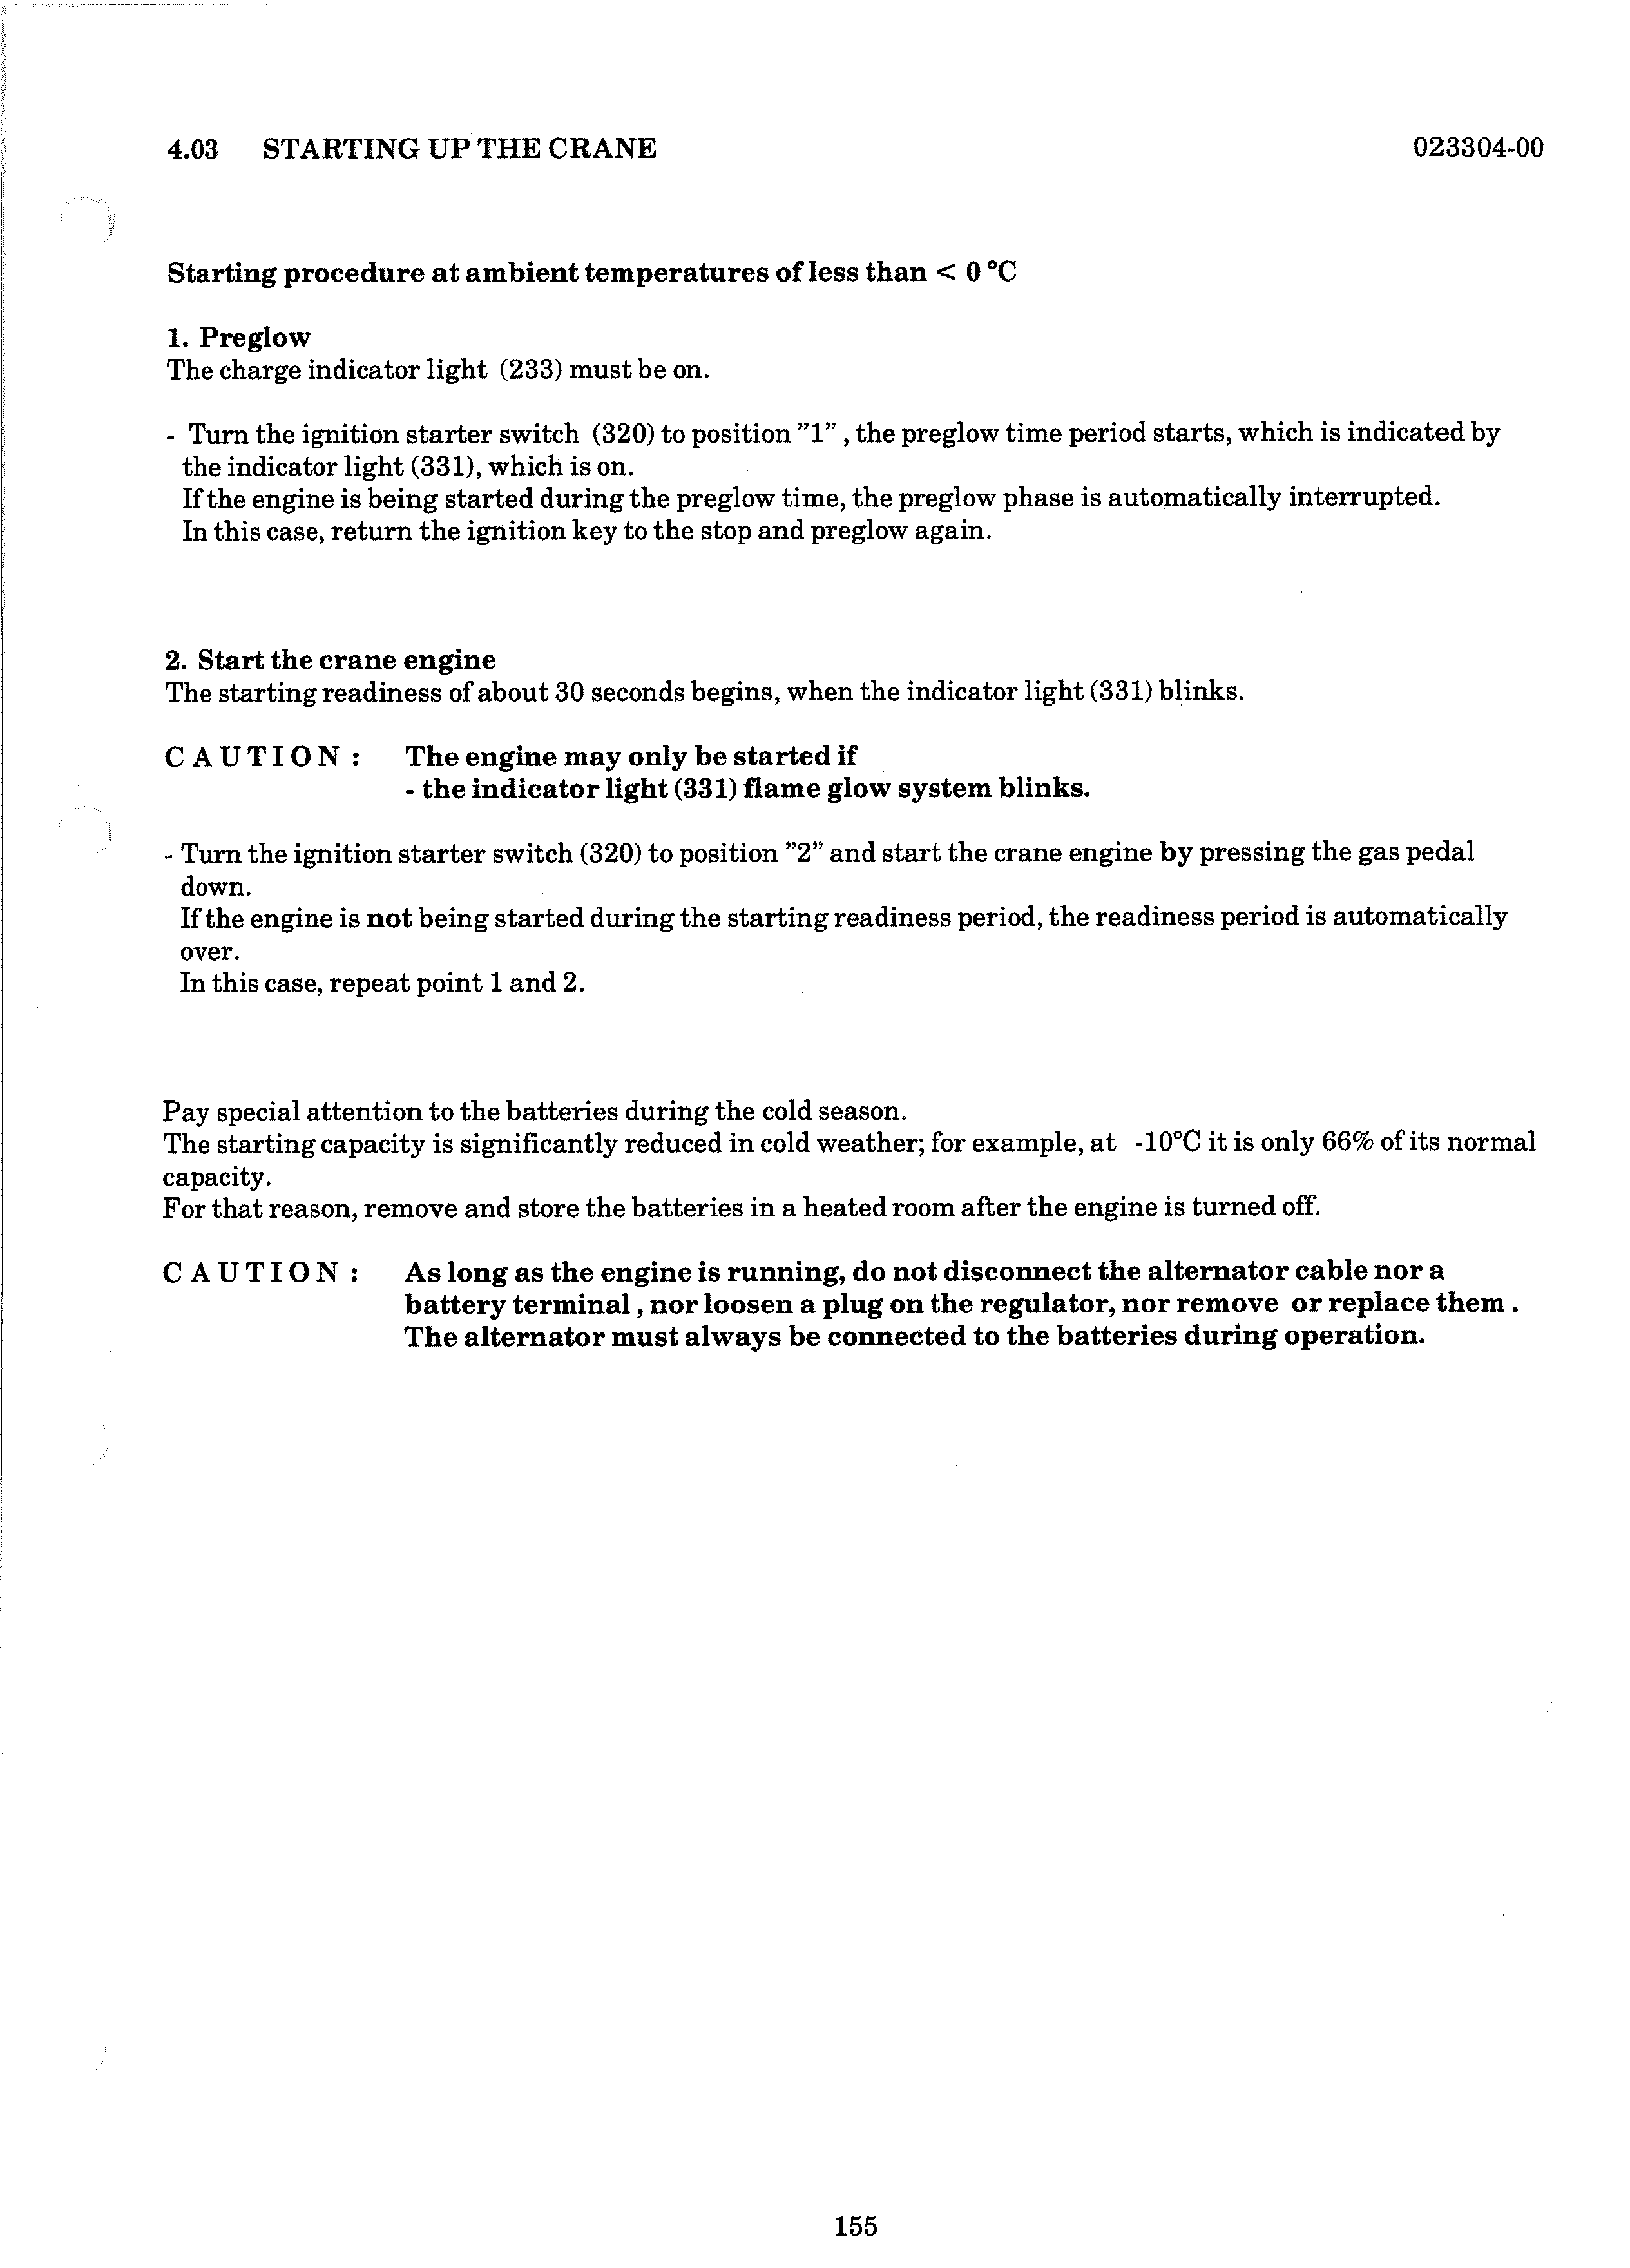 4.03 STARTING UP THE CRANE 023304-00
Starting procedure at ambient temperatures of less than < 0 °C
1. Preglow
The charge indicator light (233) must be on.
- Turn the ignition starter switch (320) to position ”1” , the preglow time period starts, which is indicated by
the indicator light (331), which is on.
If the engine is being started during the preglow time, the preglow phase is automatically interrupted.
In this case, return the ignition key to the stop and preglow again.
2. Start the crane engine
The starting readiness of about 30 seconds begins, when the indicator light (331) blinks.
C A U T I O N : The engine may only be started if
- the indicator light (331) flame glow system blinks.
- Turn the ignition starter switch (320) to position ”2” and start the crane engine by pressing the gas pedal
down.
If the engine is not being started during the starting readiness period, the readiness period is automatically
over.
In this case, repeat point 1 and 2.
Pay special attention to the batteries during the cold season.
The starting capacity is significantly reduced in cold weather; for example, at -10°C it is only 66% of its normal
capacity.
For that reason, remove and store the batteries in a heated room after the engine is turned off.
C A U T I O N : As long as the engine is running, do not disconnect the alternator cable nor a
battery terminal , nor loosen a plug on the regulator, nor remove or replace them .
The alternator must always be connected to the batteries during operation.
155